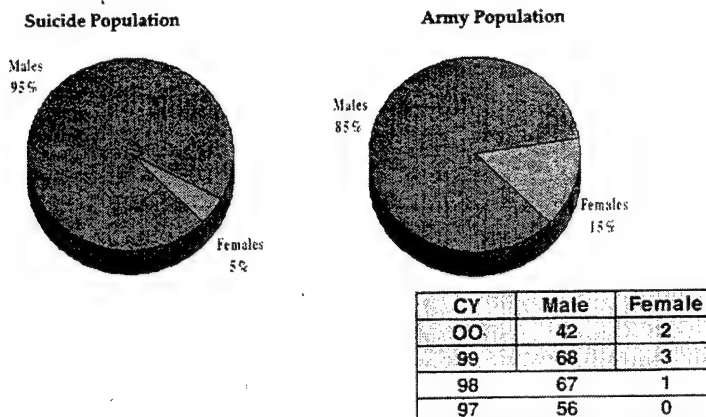 Suicide Population
Army Population
Males
95%
Females
5%
Males
85%
Females
15%
CY Male Female
OO 42 2
99 68 3
98 67 1
97 56 0